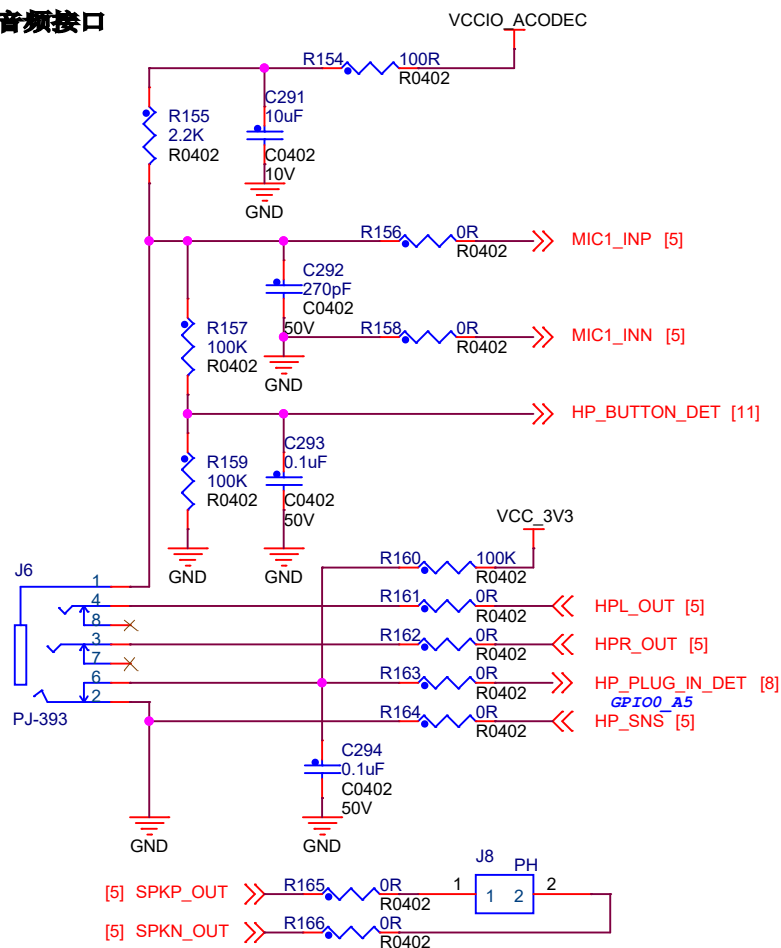 音频接口
VCCIO_ACODEC
R154 100R
R0402
R155
2.2K
R0402
C291
10uF
C0402
10V
GND
R156 0R
R0402
MIC1_INP [5]
C292
270pF
C0402
50V
R158 0R
R0402
MIC1_INN [5]
GND
R157
100K
R0402
HP_BUTTON_DET [11]
R159
100K
R0402
C293
0.1uF
C0402
50V
GND
GND
VCC_3V3
R160 100K
R0402
J6
1
4
8
3
7
6
2
PJ-393
R161 0R
R0402
HPL_OUT [5]
R162 0R
R0402
HPR_OUT [5]
R163 0R
R0402
HP_PLUG_IN_DET [8]
GPIO0_A5
R164 0R
R0402
HP_SNS [5]
C294
0.1uF
C0402
50V
GND
GND
J8 PH
[5] SPKP_OUT
R165 0R
R0402
1 1 2 2
[5] SPKN_OUT
R166 0R
R0402